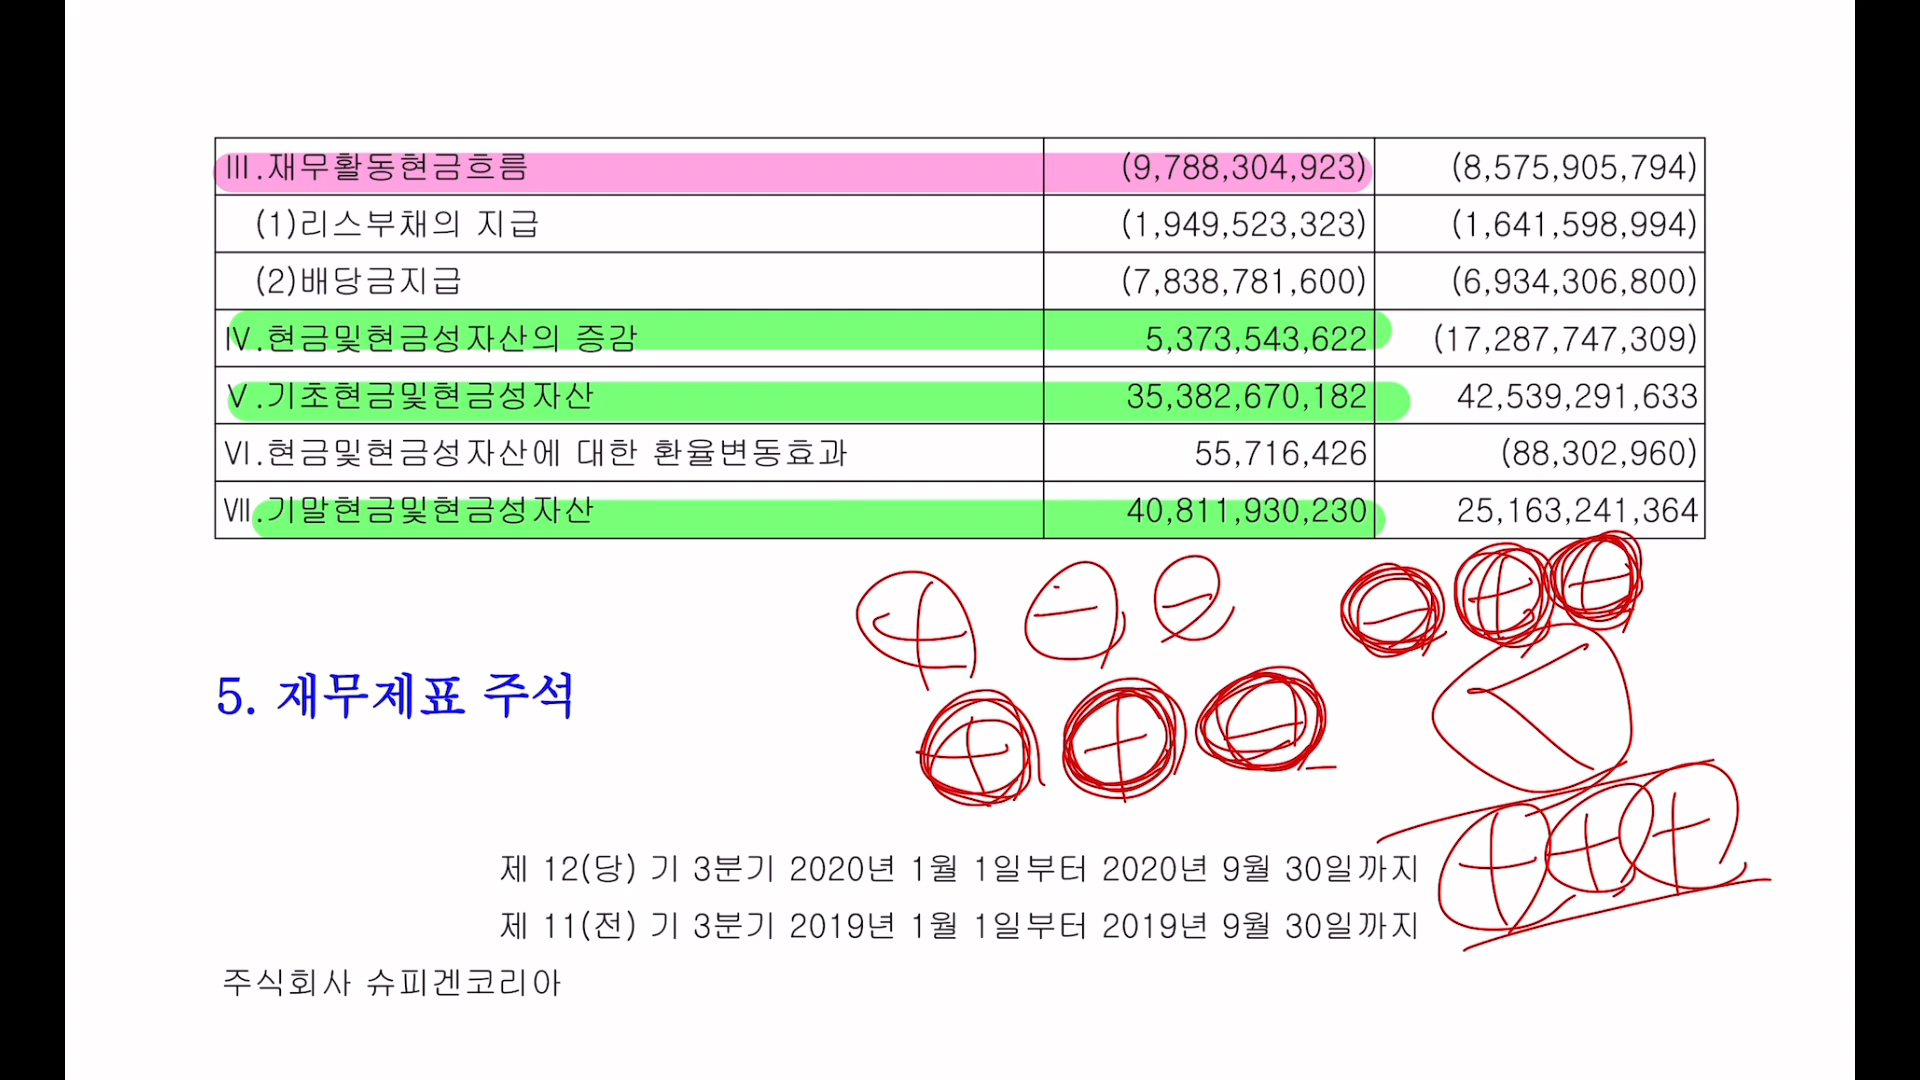 Ⅲ.재무활동현금흐름 (9,788,304,923) (8,575,905,794)
(1)리스부채의 지급 (1,949,523,323) (1,641,598,994)
(2)배당금지급 (7,838,781,600) (6,934,306,800)
Ⅳ.현금및현금성자산의 증감 5,373,543,622 (17,287,747,309)
Ⅴ.기초현금및현금성자산 35,382,670,182 42,539,291,633
Ⅵ.현금및현금성자산에 대한 환율변동효과 55,716,426 (88,302,960)
Ⅶ.기말현금및현금성자산 40,811,930,230 25,163,241,364
+ - - - + +
5. 재무제표 주석
+ + -
+ + +
제 12(당) 기 3분기 2020년 1월 1일부터 2020년 9월 30일까지
제 11(전) 기 3분기 2019년 1월 1일부터 2019년 9월 30일까지
주식회사 슈피겐코리아